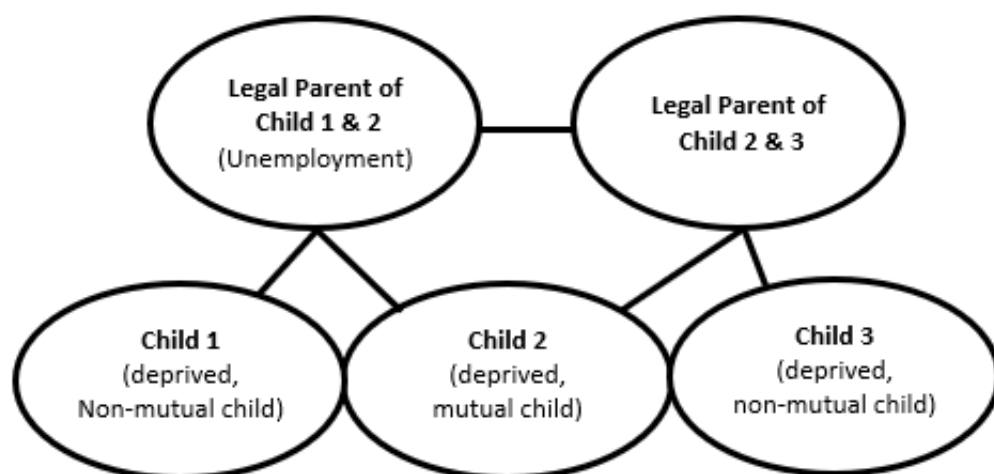 Legal Parent of
Child 1 & 2
(Unemployment)
Legal Parent of
Child 2 & 3
Child 1
(deprived,
Non-mutual child)
Child 2
(deprived,
mutual child)
Child 3
(deprived,
non-mutual child)